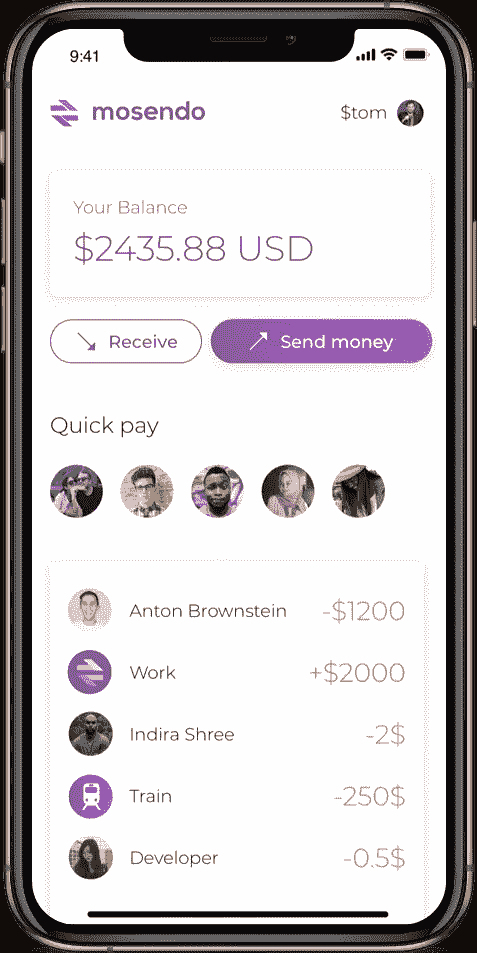 9:41
mosendo
$tom
Your Balance
$2435.88 USD
Receive
Send money
Quick pay
Anton Brownstein -$1200
Work +$2000
Indira Shree -2$
Train -250$
Developer -0.5$